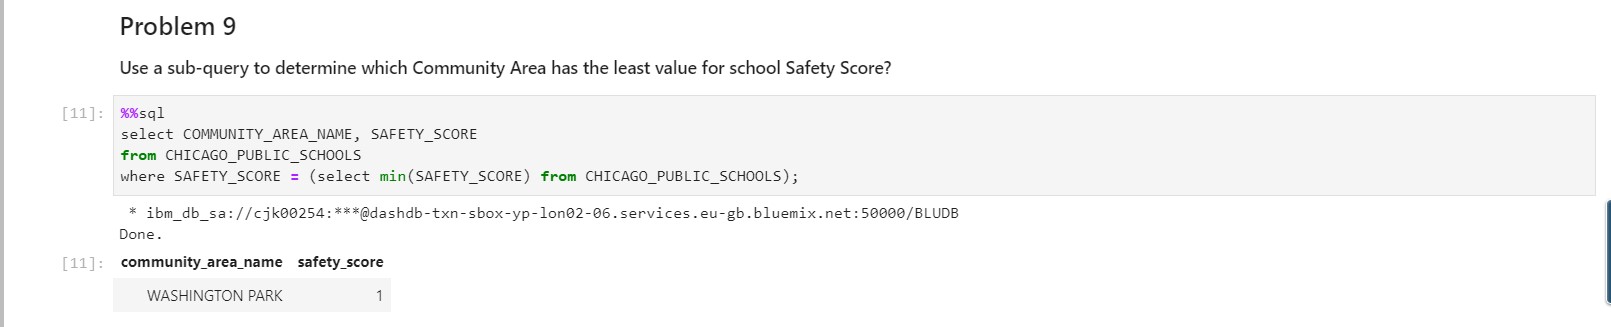 Problem 9
Use a sub-query to determine which Community Area has the least value for school Safety Score?
[11]: %%sql
select COMMUNITY_AREA_NAME, SAFETY_SCORE
from CHICAGO_PUBLIC_SCHOOLS
where SAFETY_SCORE = (select min(SAFETY_SCORE) from CHICAGO_PUBLIC_SCHOOLS);
* ibm_db_sa://cjk00254:***@dashdb-txn-sbox-yp-lon02-06.services.eu-gb.bluemix.net:50000/BLUDB
Done.
[11]: community_area_name safety_score
WASHINGTON PARK 1